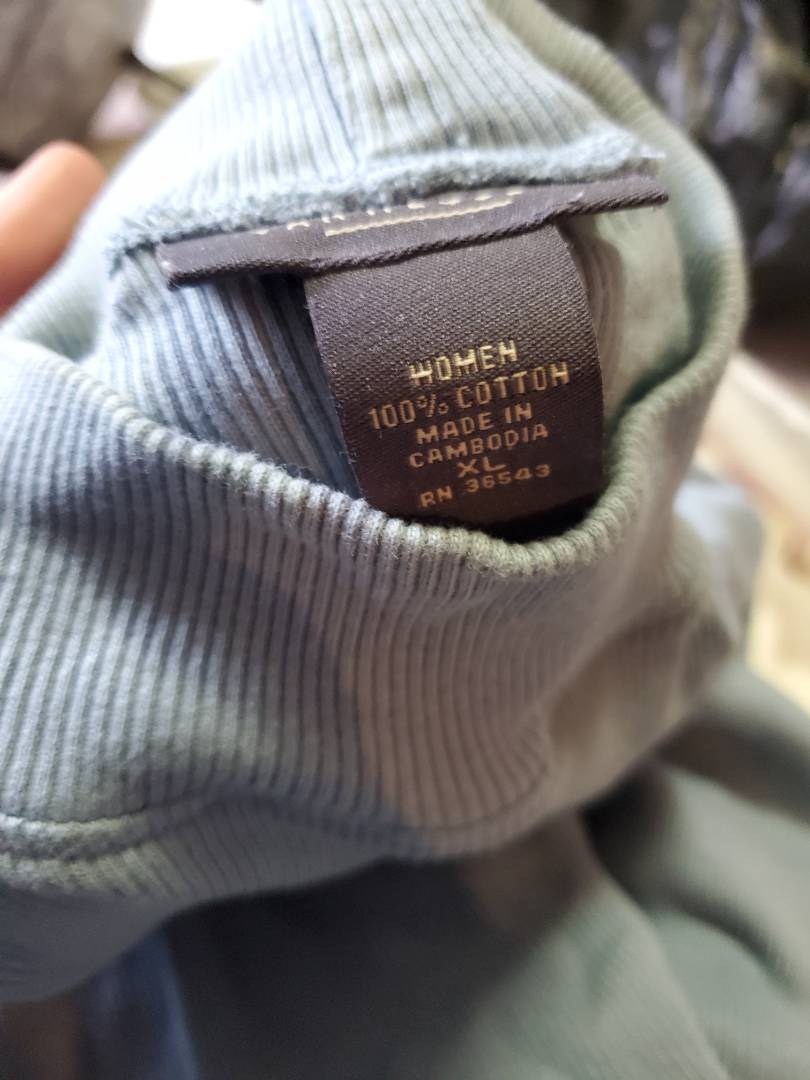 WOMEN
100% COTTON
MADE IN
CAMBODIA
XL
RN 36543